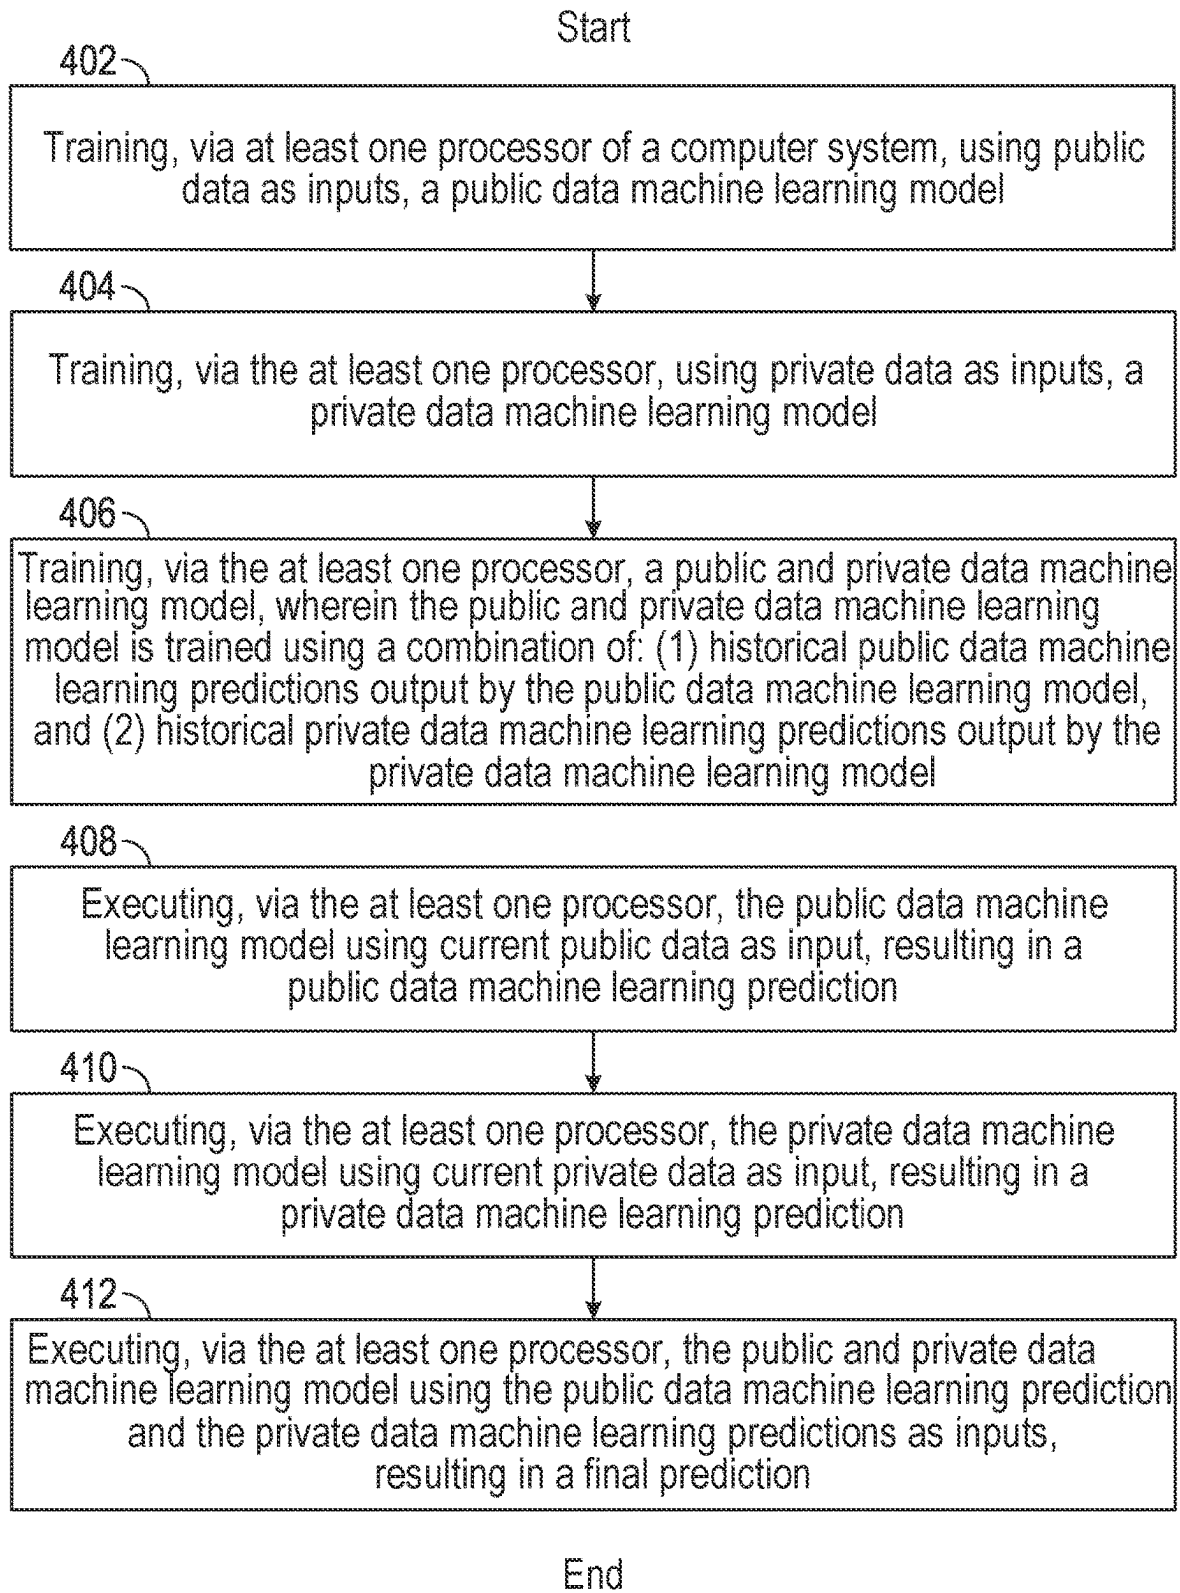 Start
402
Training, via at least one processor of a computer system, using public
data as inputs, a public data machine learning model
404
Training, via the at least one processor, using private data as inputs, a
private data machine learning model
406
Training, via the at least one processor, a public and private data machine
learning model, wherein the public and private data machine learning
model is trained using a combination of: (1) historical public data machine
learning predictions output by the public data machine learning model,
and (2) historical private data machine learning predictions output by the
private data machine learning model
408
Executing, via the at least one processor, the public data machine
learning model using current public data as input, resulting in a
public data machine learning prediction
410
Executing, via the at least one processor, the private data machine
learning model using current private data as input, resulting in a
private data machine learning prediction
412
Executing, via the at least one processor, the public and private data
machine learning model using the public data machine learning prediction
and the private data machine learning predictions as inputs,
resulting in a final prediction
End